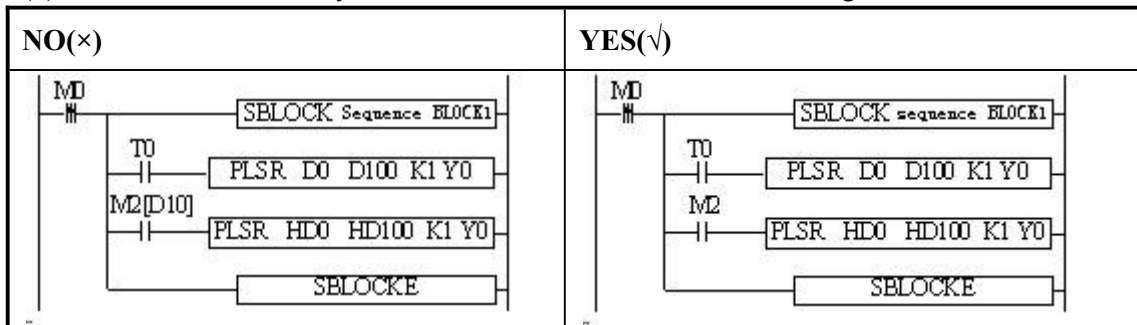 NO(×)
YES(√)
M0
SBLOCK Sequence BLOCK1
T0
PLSR D0 D100 K1 Y0
M2[D10]
PLSR HD0 HD100 K1 Y0
SBLOCKE
M0
SBLOCK sequence BLOCK1
T0
PLSR D0 D100 K1 Y0
M2
PLSR HD0 HD100 K1 Y0
SBLOCKE